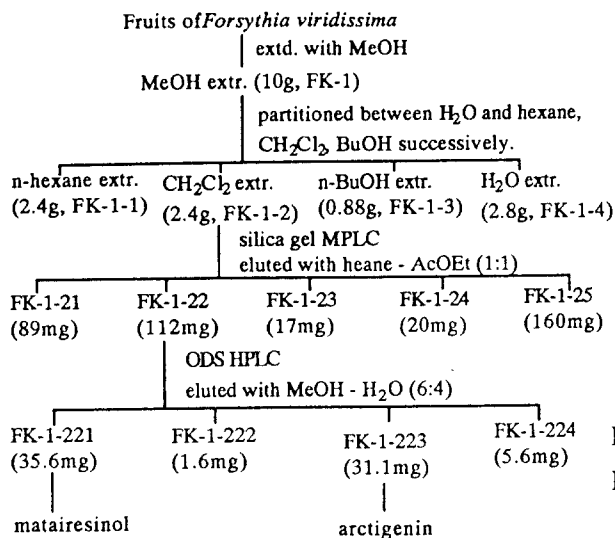 Fruits of Forsythia viridissima
extd. with MeOH
MeOH extr. (10g, FK-1)
partitioned between H2O and hexane,
CH2Cl2, BuOH successively.
n-hexane extr. CH2Cl2 extr. n-BuOH extr. H2O extr.
(2.4g, FK-1-1) (2.4g, FK-1-2) (0.88g, FK-1-3) (2.8g, FK-1-4)
silica gel MPLC
eluted with heane - AcOEt (1:1)
FK-1-21 FK-1-22 FK-1-23 FK-1-24 FK-1-25
(89mg) (112mg) (17mg) (20mg) (160mg)
ODS HPLC
eluted with MeOH - H2O (6:4)
FK-1-221 FK-1-222 FK-1-223 FK-1-224
(35.6mg) (1.6mg) (31.1mg) (5.6mg)
matairesinol arctigenin